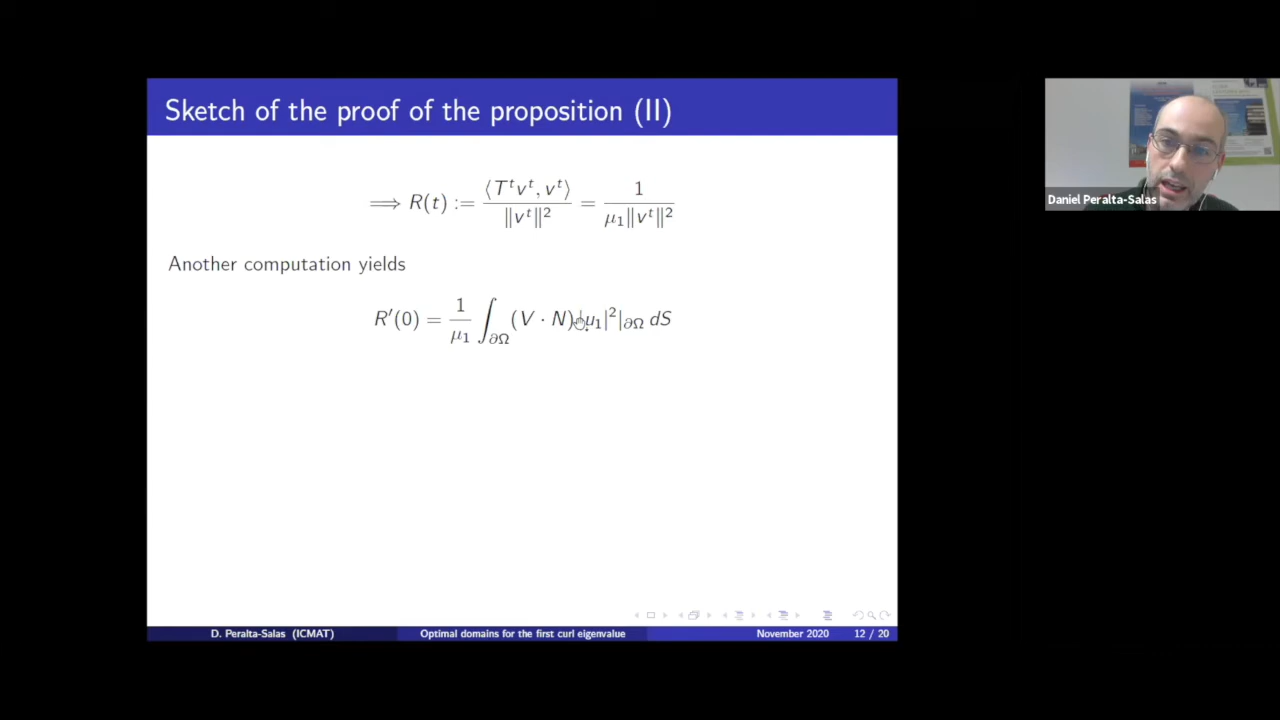 Sketch of the proof of the proposition (II)
⟹ R(t) := ⟨T^t v^t, v^t⟩ / ‖v^t‖² = 1 / μ₁‖v^t‖²
Another computation yields
R′(0) = 1/μ₁ ∫_∂Ω (V · N)|u₁|²|_∂Ω dS
Daniel Peralta-Salas
D. Peralta-Salas (ICMAT) Optimal domains for the first curl eigenvalue November 2020 12 / 20